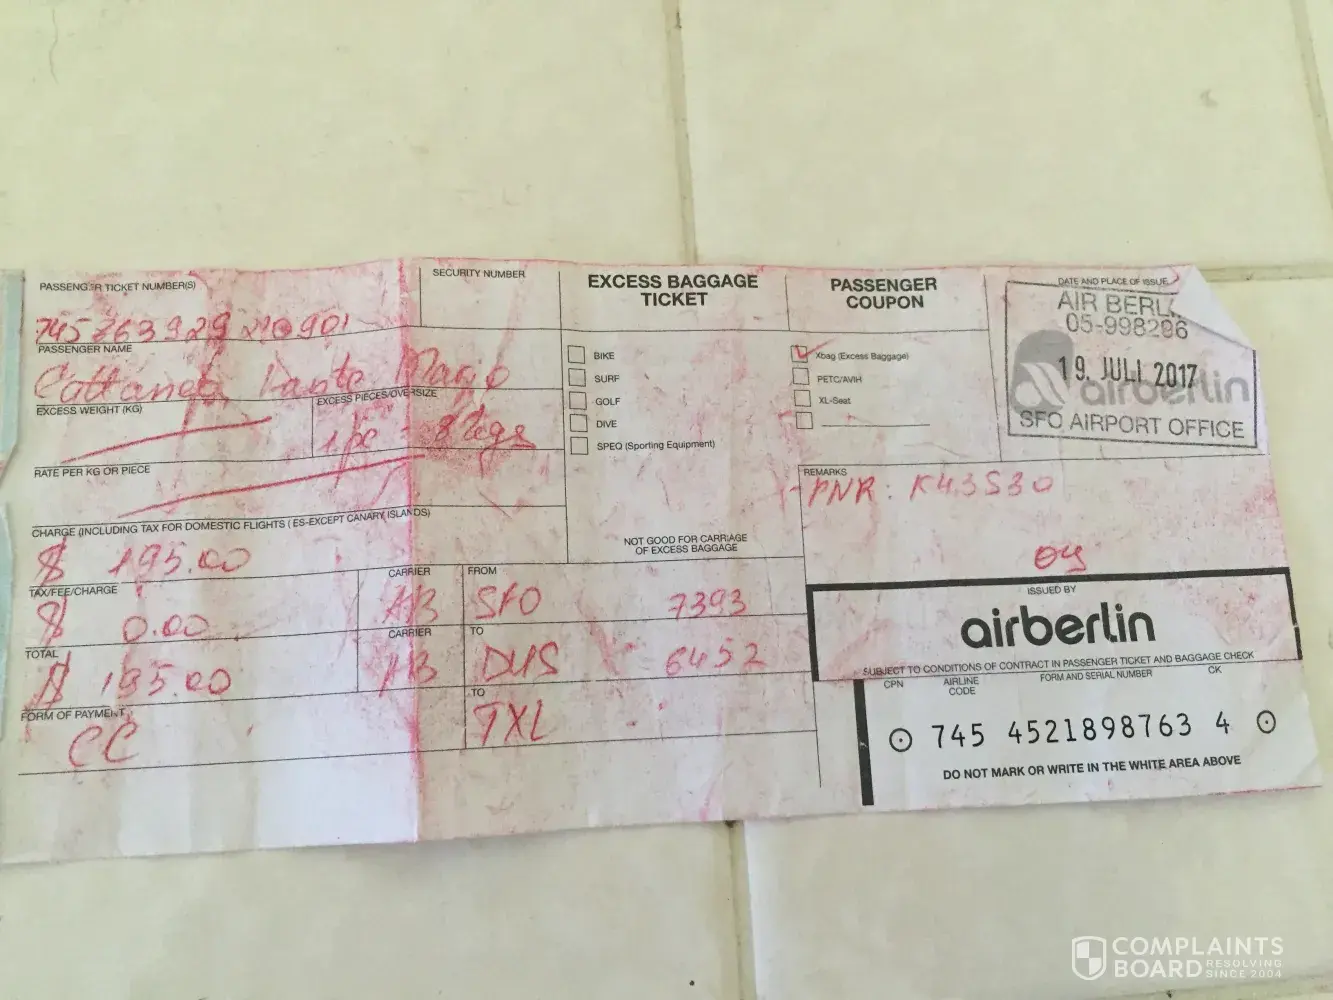 PASSENGER TICKET NUMBER(S)
SECURITY NUMBER
EXCESS BAGGAGE
TICKET
PASSENGER
COUPON
DATE AND PLACE OF ISSUE
AIR BERL
05-998286
19. JULI 2017
airberlin
SFO AIRPORT OFFICE
PASSENGER NAME
Cattaneo Mario
EXCESS WEIGHT (KG)
EXCESS PIECES/OVERSIZE
1 pc
RATE PER KG OR PIECE
BIKE
SURF
GOLF
DIVE
SPEQ (Sporting Equipment)
NOT GOOD FOR CARRIAGE
OF EXCESS BAGGAGE
Xbag (Excess Baggage)
PETC/AVIH
XL-Seat
REMARKS
PNR: K43S30
CHARGE (INCLUDING TAX FOR DOMESTIC FLIGHTS (ES-EXCEPT CANARY ISLANDS)
$ 195.00
TAX/FEE/CHARGE
$ 0.00
CARRIER
AB
FROM
SFO 7393
TOTAL
$ 195.00
CARRIER
AB
TO
DUS 6452
FORM OF PAYMENT
CC
TO
TXL
ISSUED BY
airberlin
SUBJECT TO CONDITIONS OF CONTRACT IN PASSENGER TICKET AND BAGGAGE CHECK
CPN AIRLINE CODE FORM AND SERIAL NUMBER CK
745 4521898763 4
DO NOT MARK OR WRITE IN THE WHITE AREA ABOVE
COMPLAINTS
BOARD RESOLVING
SINCE 2004